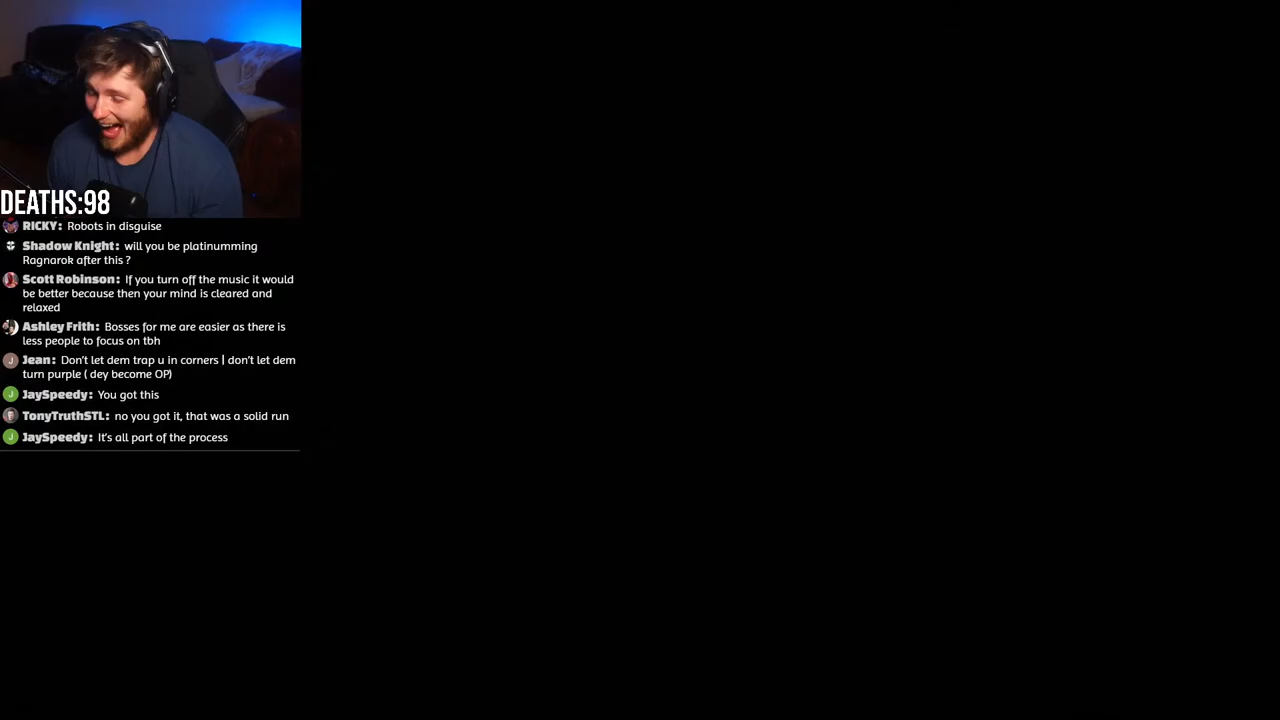 DEATHS:98
RICKY: Robots in disguise
Shadow Knight: will you be platinumming
Ragnarok after this ?
Scott Robinson: If you turn off the music it would
be better because then your mind is cleared and
relaxed
Ashley Frith: Bosses for me are easier as there is
less people to focus on tbh
J Jean: Don't let dem trap u in corners | don't let dem
turn purple ( dey become OP)
J JaySpeedy: You got this
TonyTruthSTL: no you got it, that was a solid run
J JaySpeedy: It's all part of the process